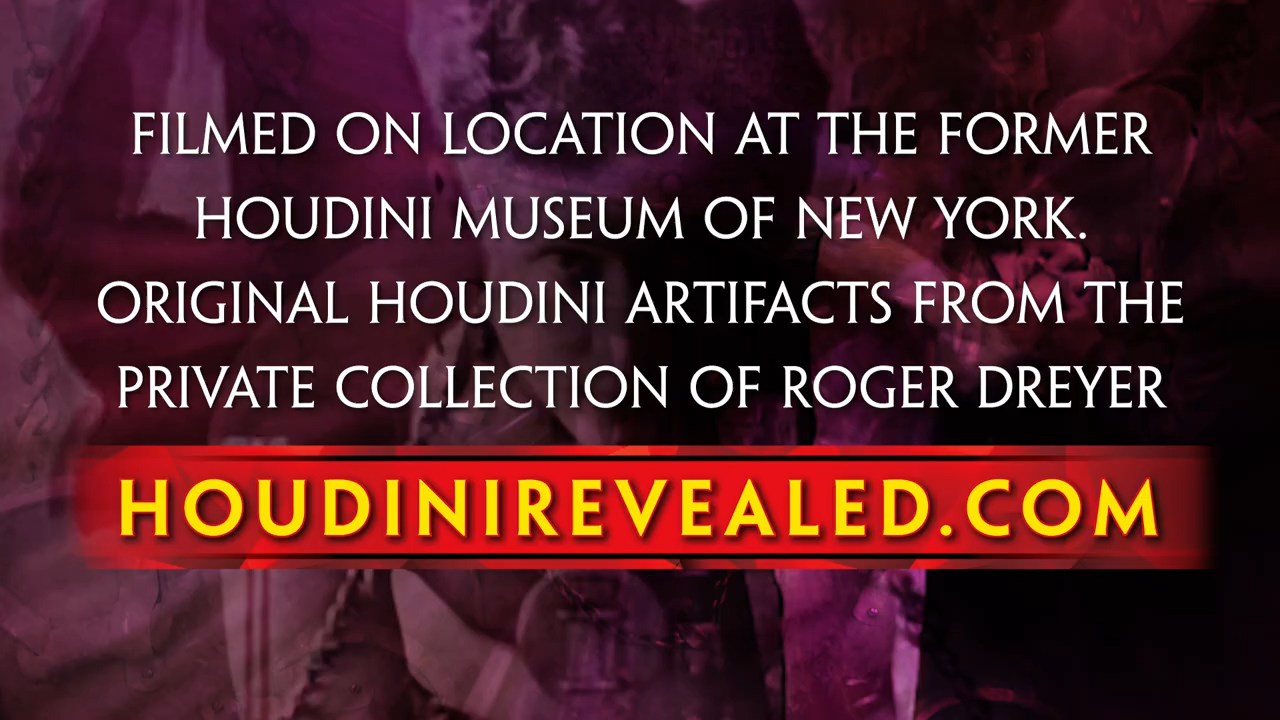 FILMED ON LOCATION AT THE FORMER
HOUDINI MUSEUM OF NEW YORK.
ORIGINAL HOUDINI ARTIFACTS FROM THE
PRIVATE COLLECTION OF ROGER DREYER
HOUDINIREVEALED.COM